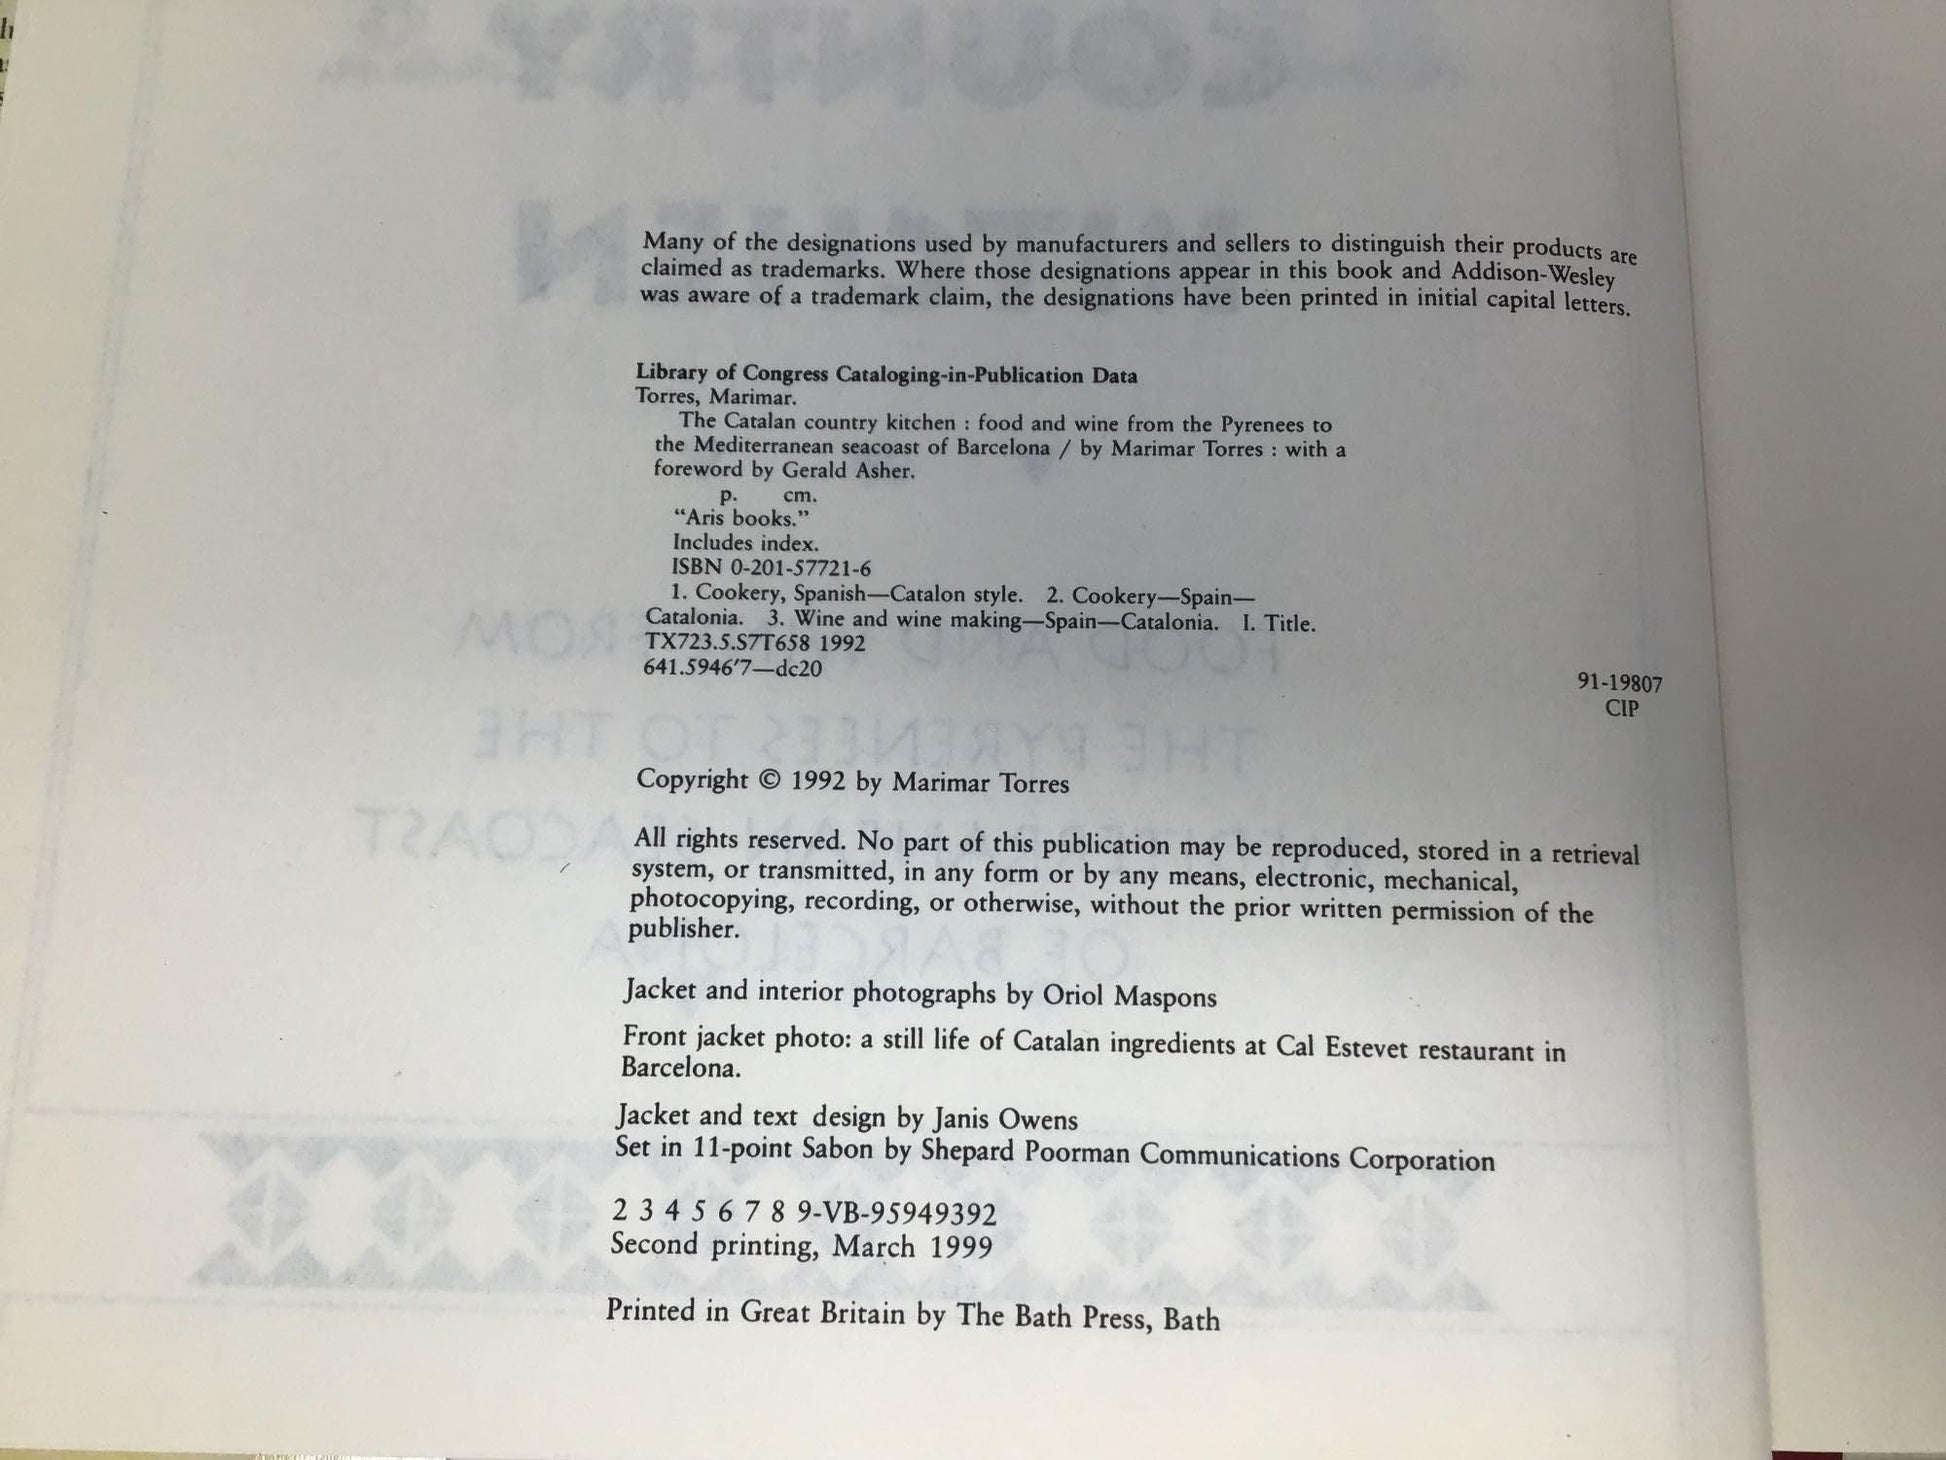 Many of the designations used by manufacturers and sellers to distinguish their products are
claimed as trademarks. Where those designations appear in this book and Addison-Wesley
was aware of a trademark claim, the designations have been printed in initial capital letters.
Library of Congress Cataloging-in-Publication Data
Torres, Marimar.
The Catalan country kitchen : food and wine from the Pyrenees to
the Mediterranean seacoast of Barcelona / by Marimar Torres : with a
foreword by Gerald Asher.
p. cm.
“Aris books.”
Includes index.
ISBN 0-201-57721-6
1. Cookery, Spanish—Catalon style. 2. Cookery—Spain—
Catalonia. 3. Wine and wine making—Spain—Catalonia. I. Title.
TX723.5.S7T658 1992
641.5946′7—dc20
91-19807
CIP
Copyright © 1992 by Marimar Torres
All rights reserved. No part of this publication may be reproduced, stored in a retrieval
system, or transmitted, in any form or by any means, electronic, mechanical,
photocopying, recording, or otherwise, without the prior written permission of the
publisher.
Jacket and interior photographs by Oriol Maspons
Front jacket photo: a still life of Catalan ingredients at Cal Estevet restaurant in
Barcelona.
Jacket and text design by Janis Owens
Set in 11-point Sabon by Shepard Poorman Communications Corporation
2 3 4 5 6 7 8 9-VB-95949392
Second printing, March 1999
Printed in Great Britain by The Bath Press, Bath